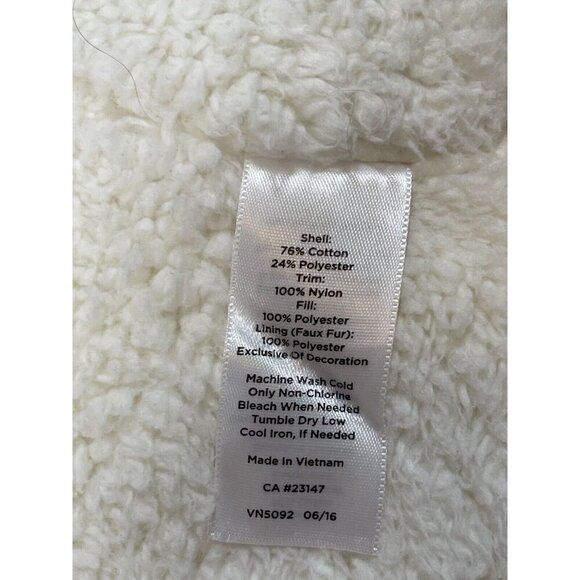 Shell:
76% Cotton
24% Polyester
Trim:
100% Nylon
Fill:
100% Polyester
Lining (Faux Fur):
100% Polyester
Exclusive Of Decoration
Machine Wash Cold
Only Non-Chlorine
Bleach When Needed
Tumble Dry Low
Cool Iron, If Needed
Made In Vietnam
CA #23147
VN5092 06/16